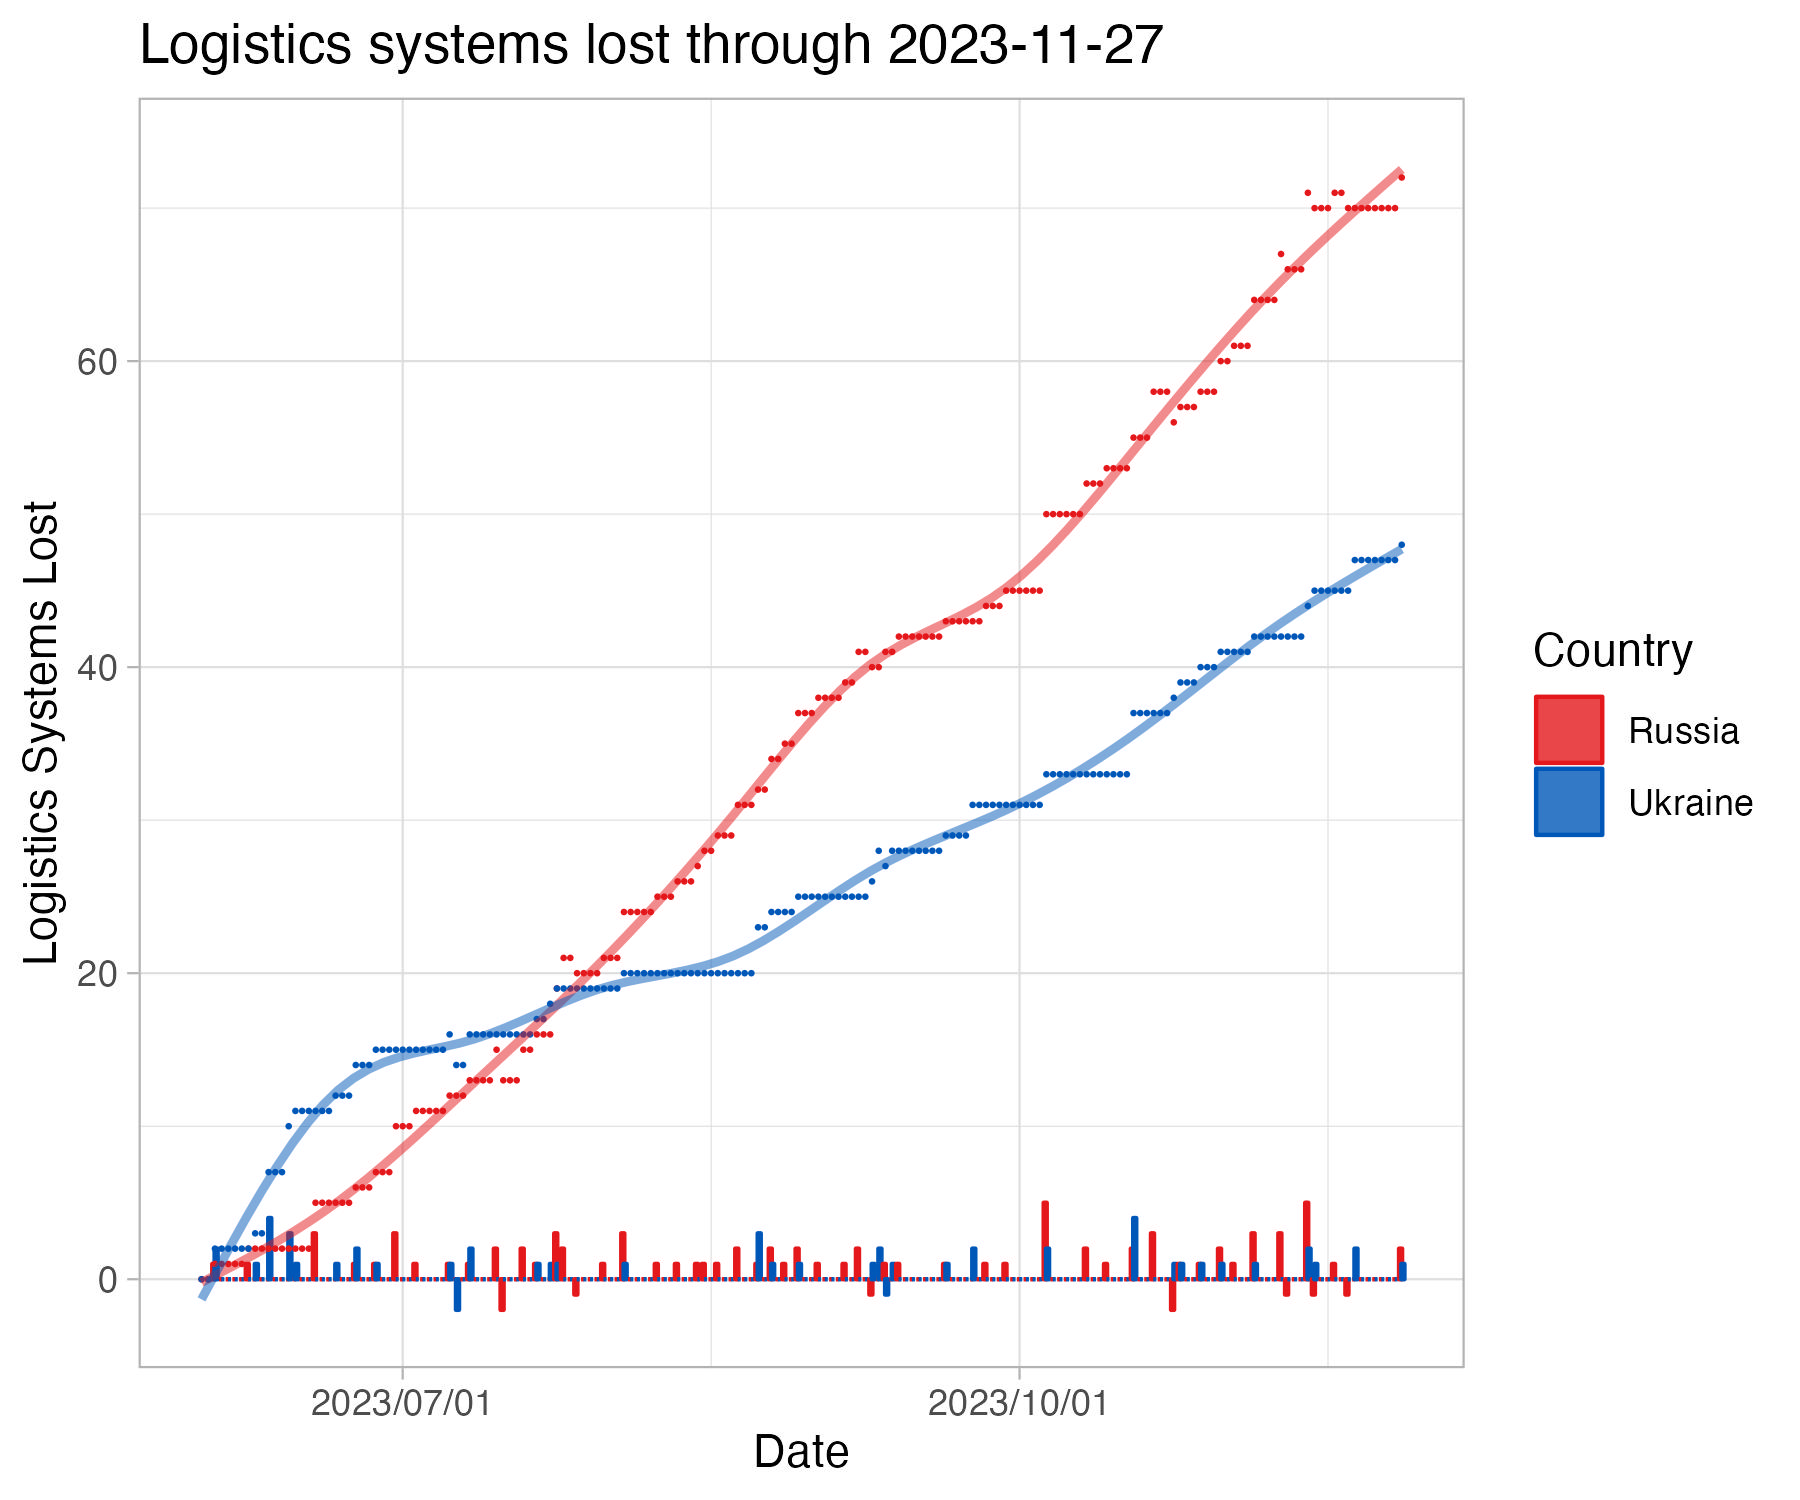 Logistics systems lost through 2023-11-27
Logistics Systems Lost
60
40
20
0
2023/07/01
2023/10/01
Date
Country
Russia
Ukraine